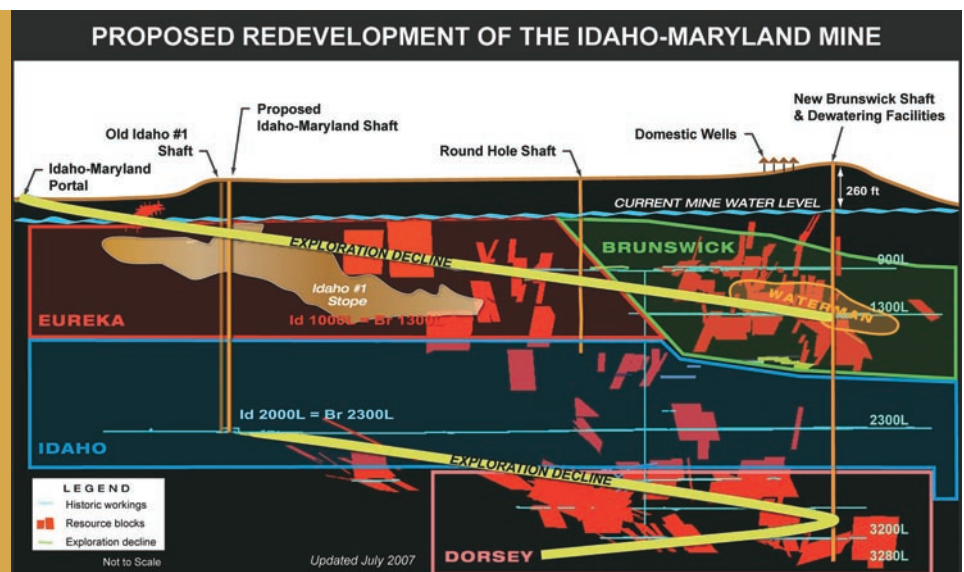 PROPOSED REDEVELOPMENT OF THE IDAHO-MARYLAND MINE
Proposed
Idaho-Maryland Shaft
New Brunswick Shaft
& Dewatering Facilities
Old Idaho #1
Shaft
Domestic Wells
Round Hole Shaft
Idaho-Maryland
Portal
260 ft
CURRENT MINE WATER LEVEL
EXPLORATION DECLINE
BRUNSWICK
900L
Idaho #1
Stope
WATERMAN
1300L
EUREKA
Id 1000L = Br 1300L
Id 2000L = Br 2300L
2300L
IDAHO
EXPLORATION DECLINE
LEGEND
Historic workings
Resource blocks
Exploration decline
Not to Scale
Updated July 2007
DORSEY
3200L
3280L